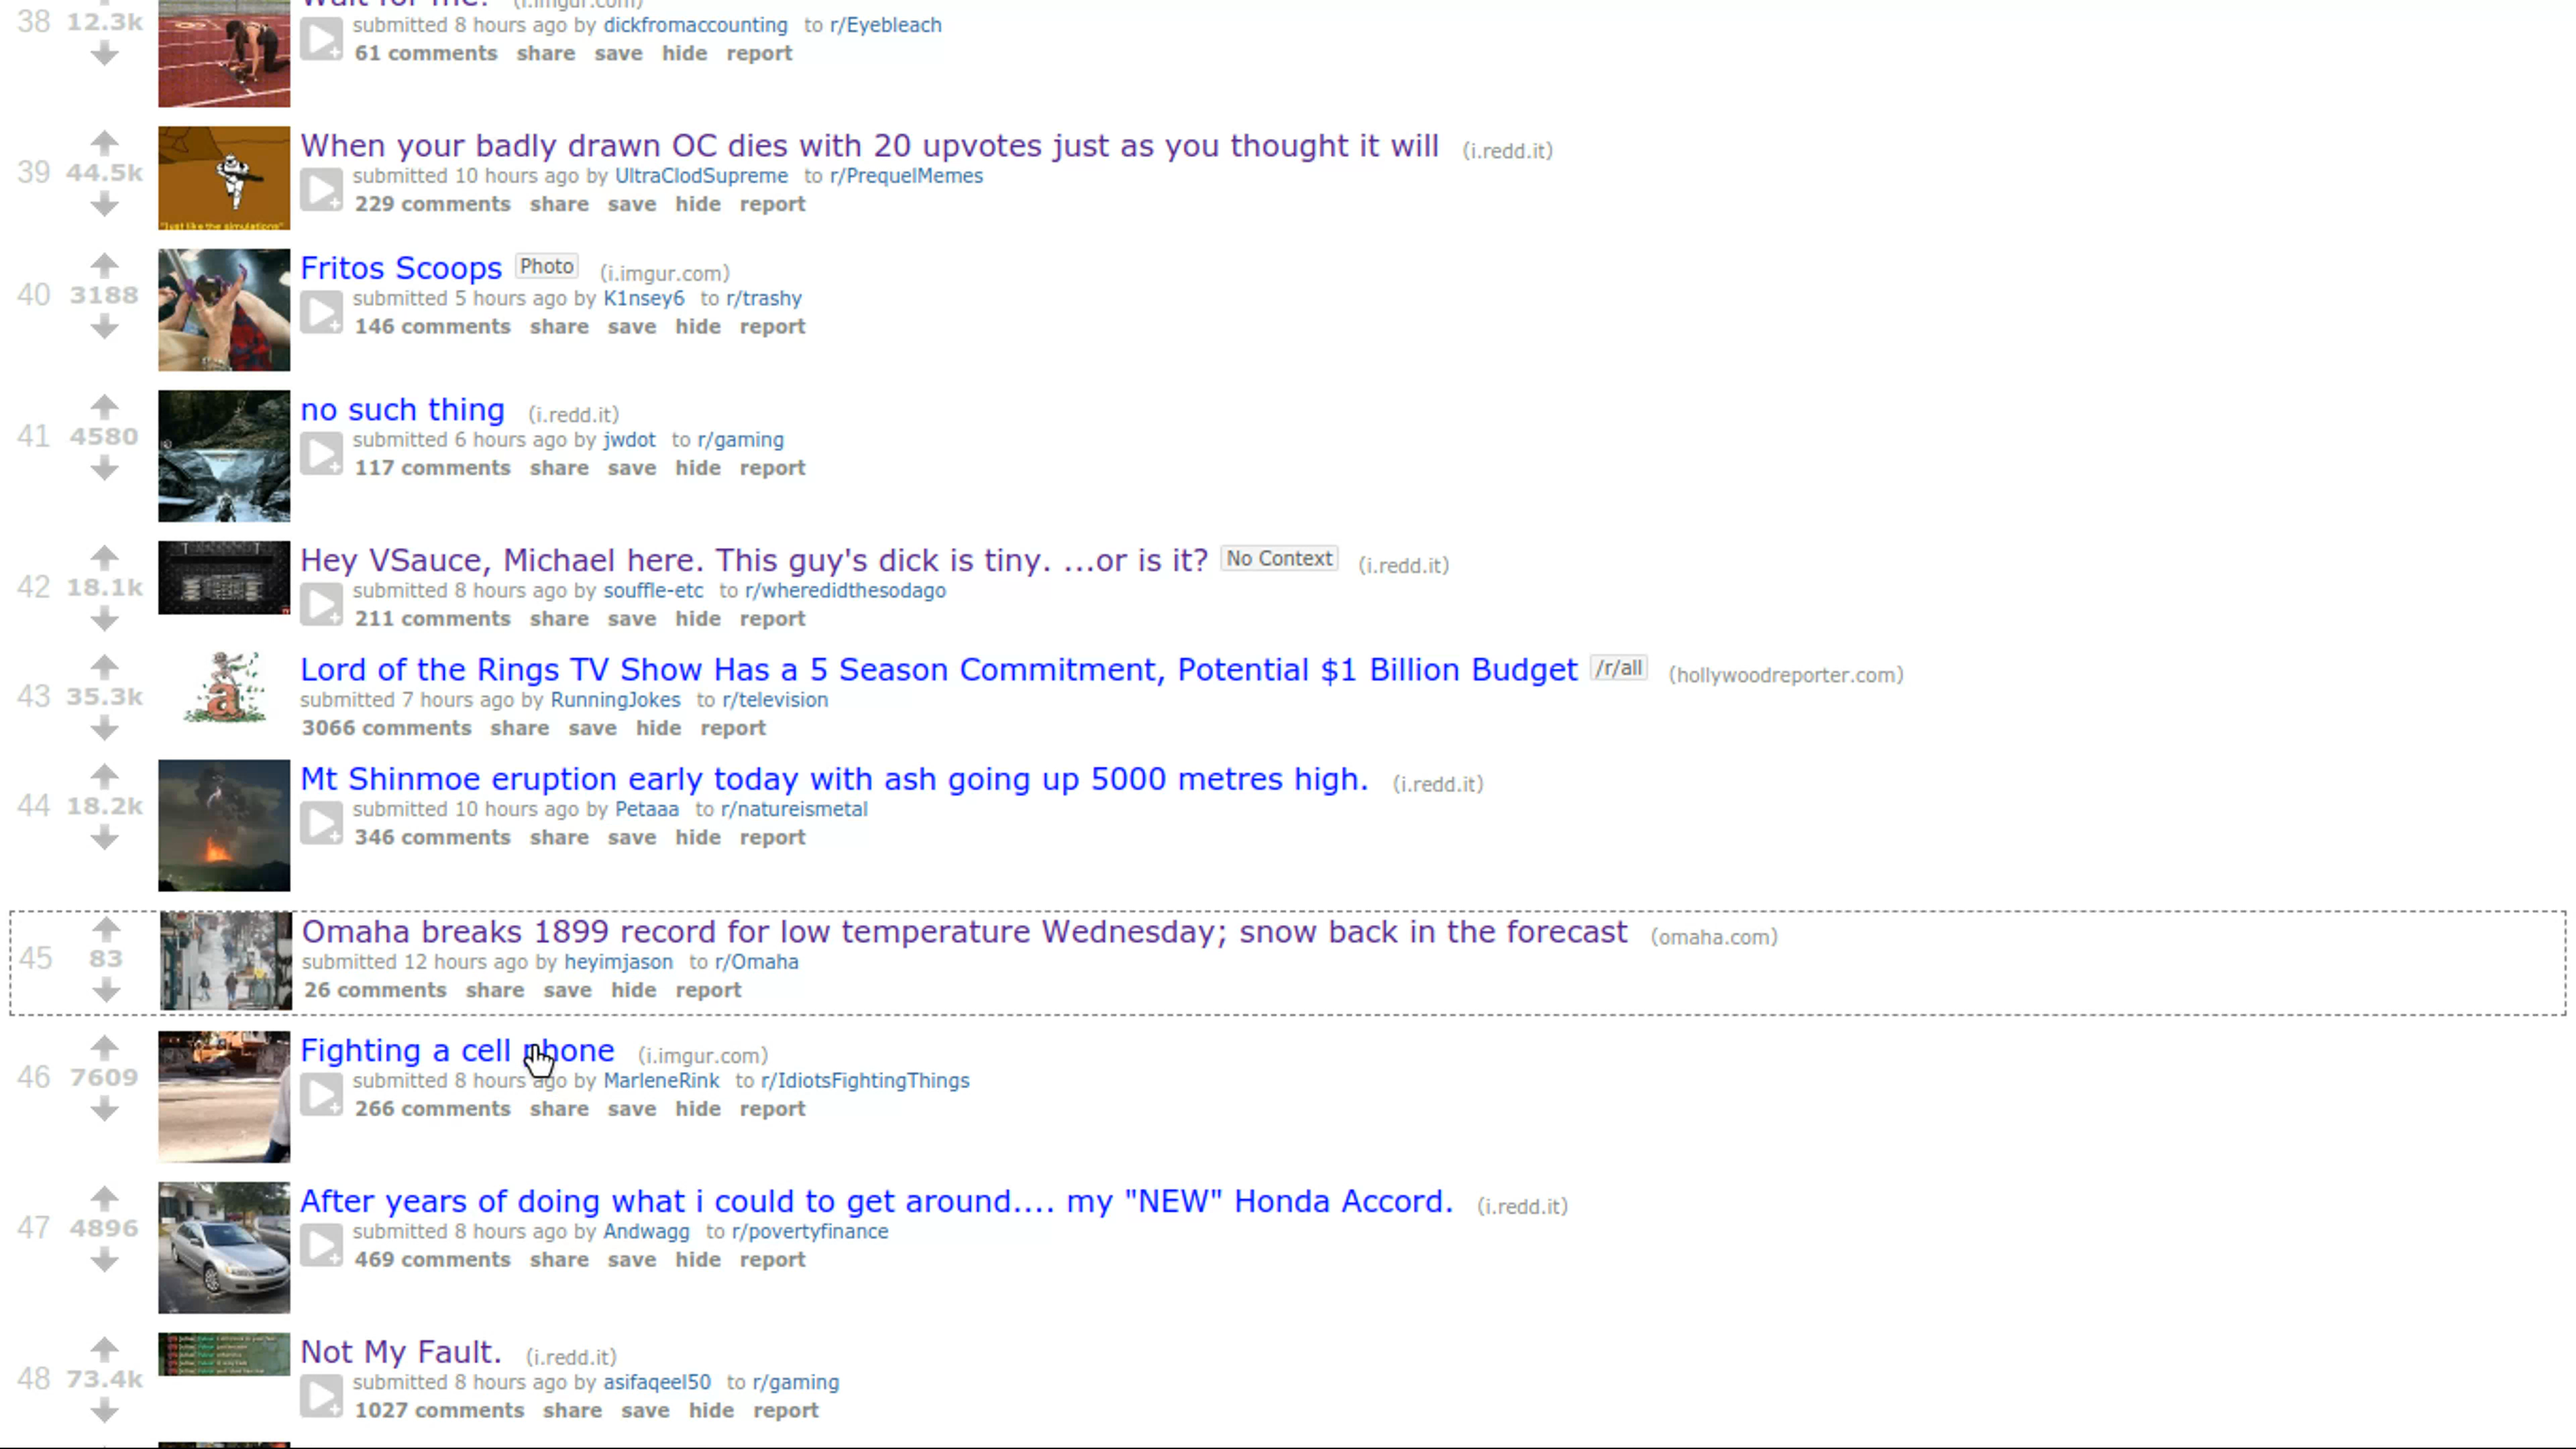 38 12.3k
Wait for me! (i.imgur.com)
submitted 8 hours ago by dickfromaccounting to r/Eyebleach
61 comments share save hide report
39 44.5k
When your badly drawn OC dies with 20 upvotes just as you thought it will (i.redd.it)
submitted 10 hours ago by UltraClodSupreme to r/PrequelMemes
229 comments share save hide report
"Just like the simulations"
40 3188
Fritos Scoops Photo (i.imgur.com)
submitted 5 hours ago by K1nsey6 to r/trashy
146 comments share save hide report
41 4580
no such thing (i.redd.it)
submitted 6 hours ago by jwdot to r/gaming
117 comments share save hide report
42 18.1k
Hey VSauce, Michael here. This guy's dick is tiny. ...or is it? No Context (i.redd.it)
submitted 8 hours ago by souffle-etc to r/wheredidthesodago
211 comments share save hide report
43 35.3k
Lord of the Rings TV Show Has a 5 Season Commitment, Potential $1 Billion Budget /r/all (hollywoodreporter.com)
submitted 7 hours ago by RunningJokes to r/television
3066 comments share save hide report
44 18.2k
Mt Shinmoe eruption early today with ash going up 5000 metres high. (i.redd.it)
submitted 10 hours ago by Petaaa to r/natureismetal
346 comments share save hide report
45 83
Omaha breaks 1899 record for low temperature Wednesday; snow back in the forecast (omaha.com)
submitted 12 hours ago by heyimjason to r/Omaha
26 comments share save hide report
46 7609
Fighting a cell phone (i.imgur.com)
submitted 8 hours ago by MarleneRink to r/IdiotsFightingThings
266 comments share save hide report
47 4896
After years of doing what i could to get around.... my "NEW" Honda Accord. (i.redd.it)
submitted 8 hours ago by Andwagg to r/povertyfinance
469 comments share save hide report
48 73.4k
Not My Fault. (i.redd.it)
submitted 8 hours ago by asifaqeel50 to r/gaming
1027 comments share save hide report